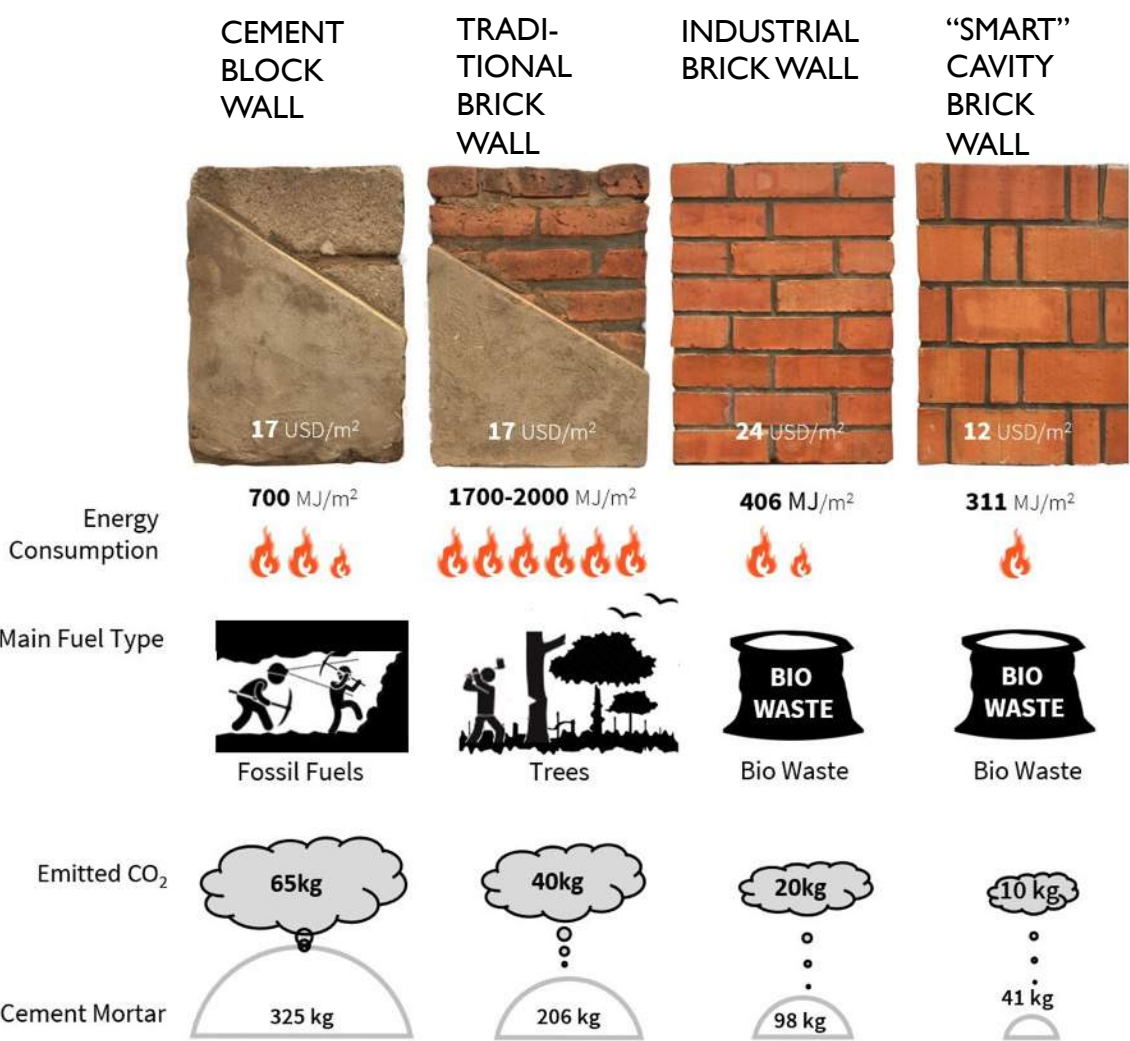 CEMENT
BLOCK
WALL
TRADI-
TIONAL
BRICK
WALL
INDUSTRIAL
BRICK WALL
“SMART”
CAVITY
BRICK
WALL
17 USD/m²
17 USD/m²
24 USD/m²
12 USD/m²
Energy
Consumption
700 MJ/m²
1700-2000 MJ/m²
406 MJ/m²
311 MJ/m²
Main Fuel Type
BIO
WASTE
BIO
WASTE
Fossil Fuels
Trees
Bio Waste
Bio Waste
Emitted CO₂
65kg
40kg
20kg
10 kg
Cement Mortar
325 kg
206 kg
98 kg
41 kg